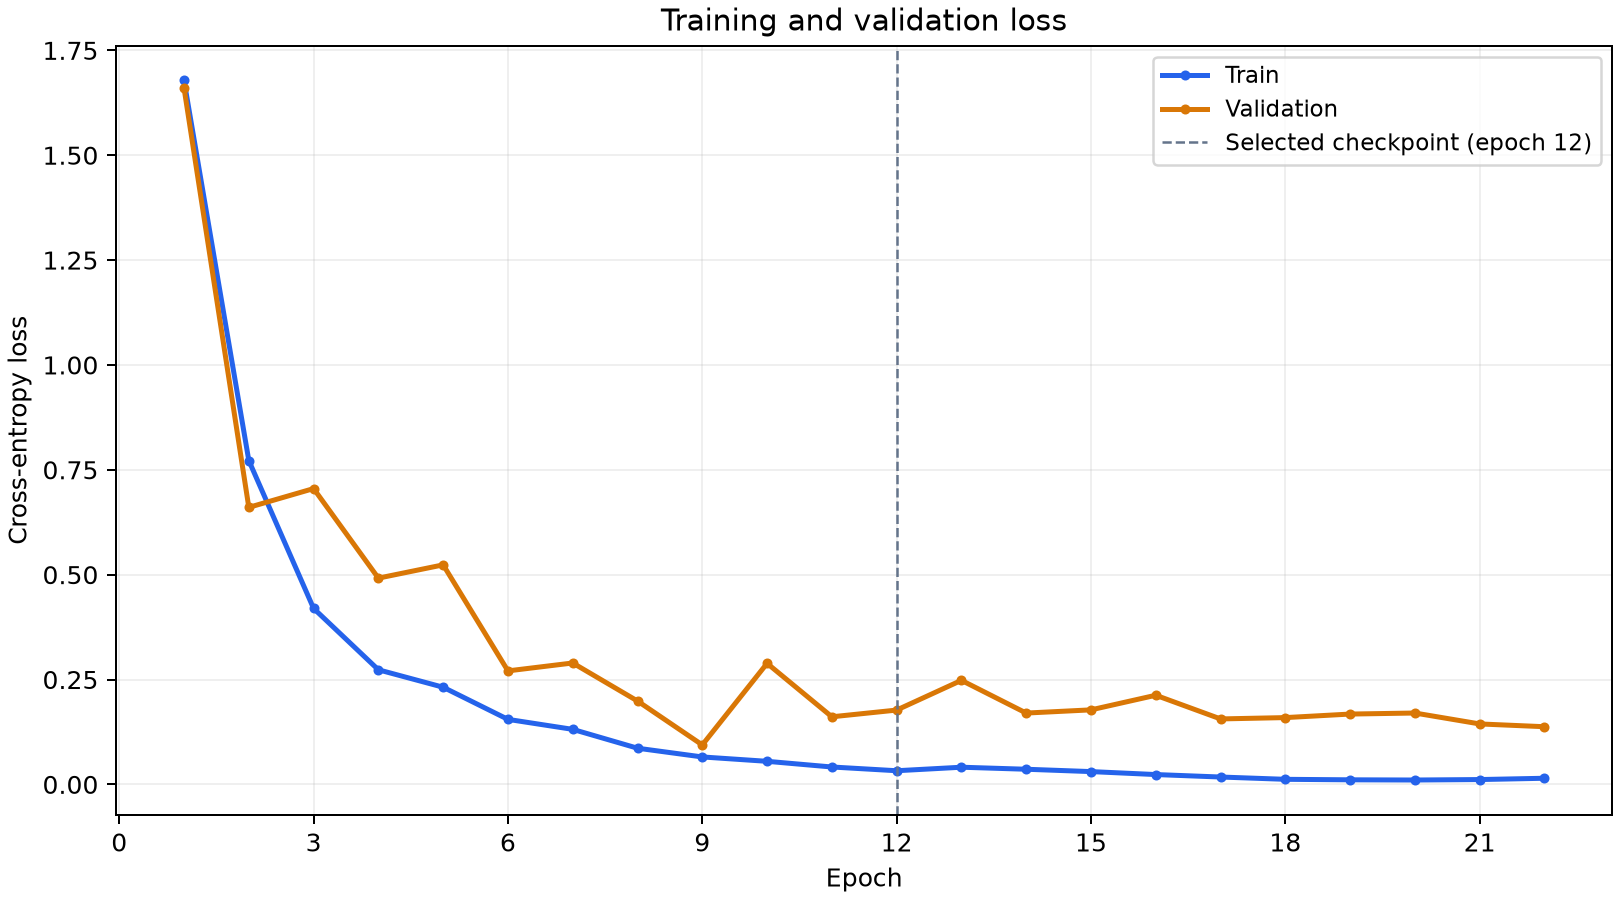 Training and validation loss
Train
Validation
Selected checkpoint (epoch 12)
1.75
1.50
1.25
1.00
0.75
0.50
0.25
0.00
Cross-entropy loss
0 3 6 9 12 15 18 21
Epoch